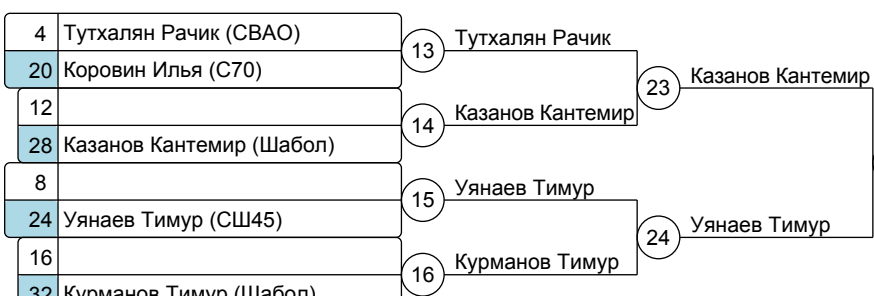 4 Тутхалян Рачик (СВАО)
20 Коровин Илья (С70)
12
28 Казанов Кантемир (Шабол)
8
24 Уянаев Тимур (СШ45)
16
32 Курманов Тимур (Шабол)
13 Тутхалян Рачик
14 Казанов Кантемир
15 Уянаев Тимур
16 Курманов Тимур
23 Казанов Кантемир
24 Уянаев Тимур